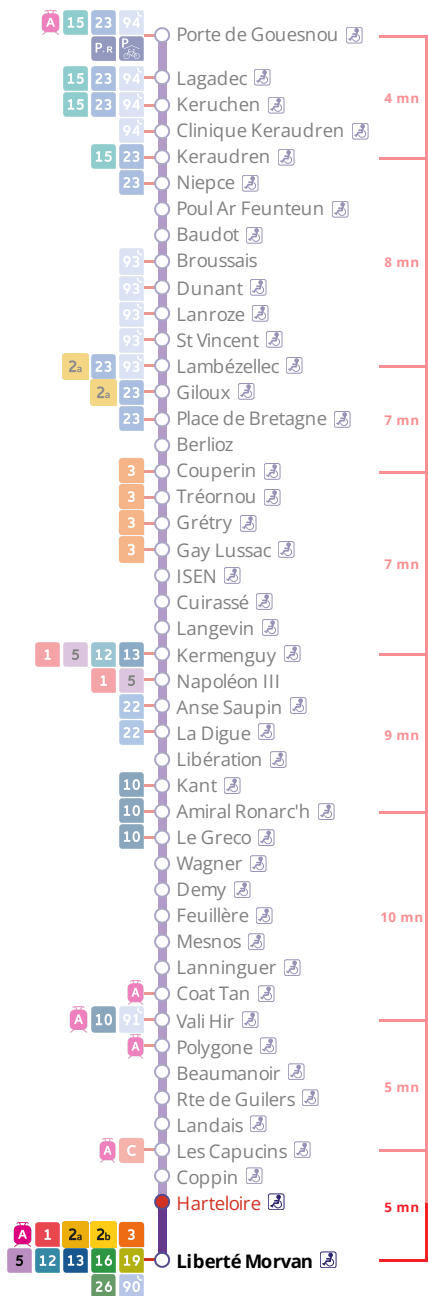 A 15 23 94 Porte de Gouesnou
P+R P
15 23 94 Lagadec
15 23 94 Keruchen
4 mn
94 Clinique Keraudren
15 23 Keraudren
23 Niepce
Poul Ar Feunteun
Baudot
93 Broussais
8 mn
93 Dunant
93 Lanroze
93 St Vincent
2a 23 93 Lambézellec
2a 23 Giloux
23 Place de Bretagne
7 mn
Berlioz
3 Couperin
3 Tréornou
3 Grétry
3 Gay Lussac
7 mn
ISEN
Cuirassé
Langevin
1 5 12 13 Kermenguy
1 5 Napoléon III
22 Anse Saupin
22 La Digue
9 mn
Libération
10 Kant
10 Amiral Ronarc'h
10 Le Greco
Wagner
Demy
Feuillère
10 mn
Mesnos
Lanninguer
A Coat Tan
A 10 91 Vali Hir
A Polygone
Beaumanoir
5 mn
Rte de Guilers
Landais
A C Les Capucins
Coppin
Harteloire
5 mn
A 1 2a 2b 3
5 12 13 16 19 Liberté Morvan
26 90